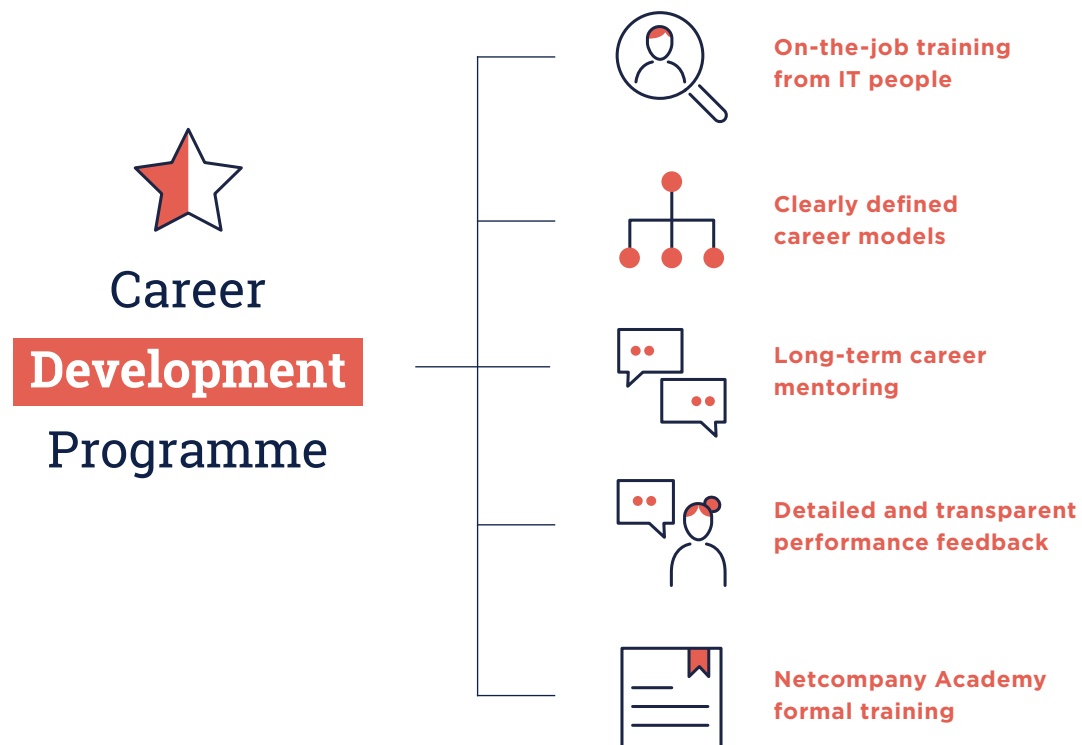 Career
Development
Programme
On-the-job training
from IT people
Clearly defined
career models
Long-term career
mentoring
Detailed and transparent
performance feedback
Netcompany Academy
formal training